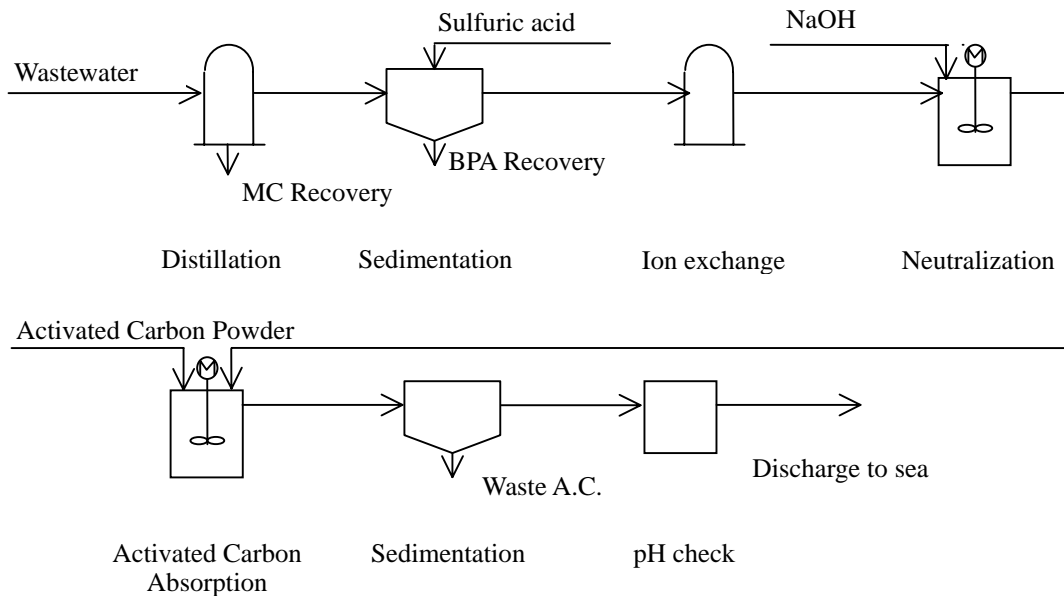 Sulfuric acid
NaOH
Wastewater
M
MC Recovery
BPA Recovery
Distillation
Sedimentation
Ion exchange
Neutralization
Activated Carbon Powder
M
Waste A.C.
Discharge to sea
Activated Carbon
Absorption
Sedimentation
pH check